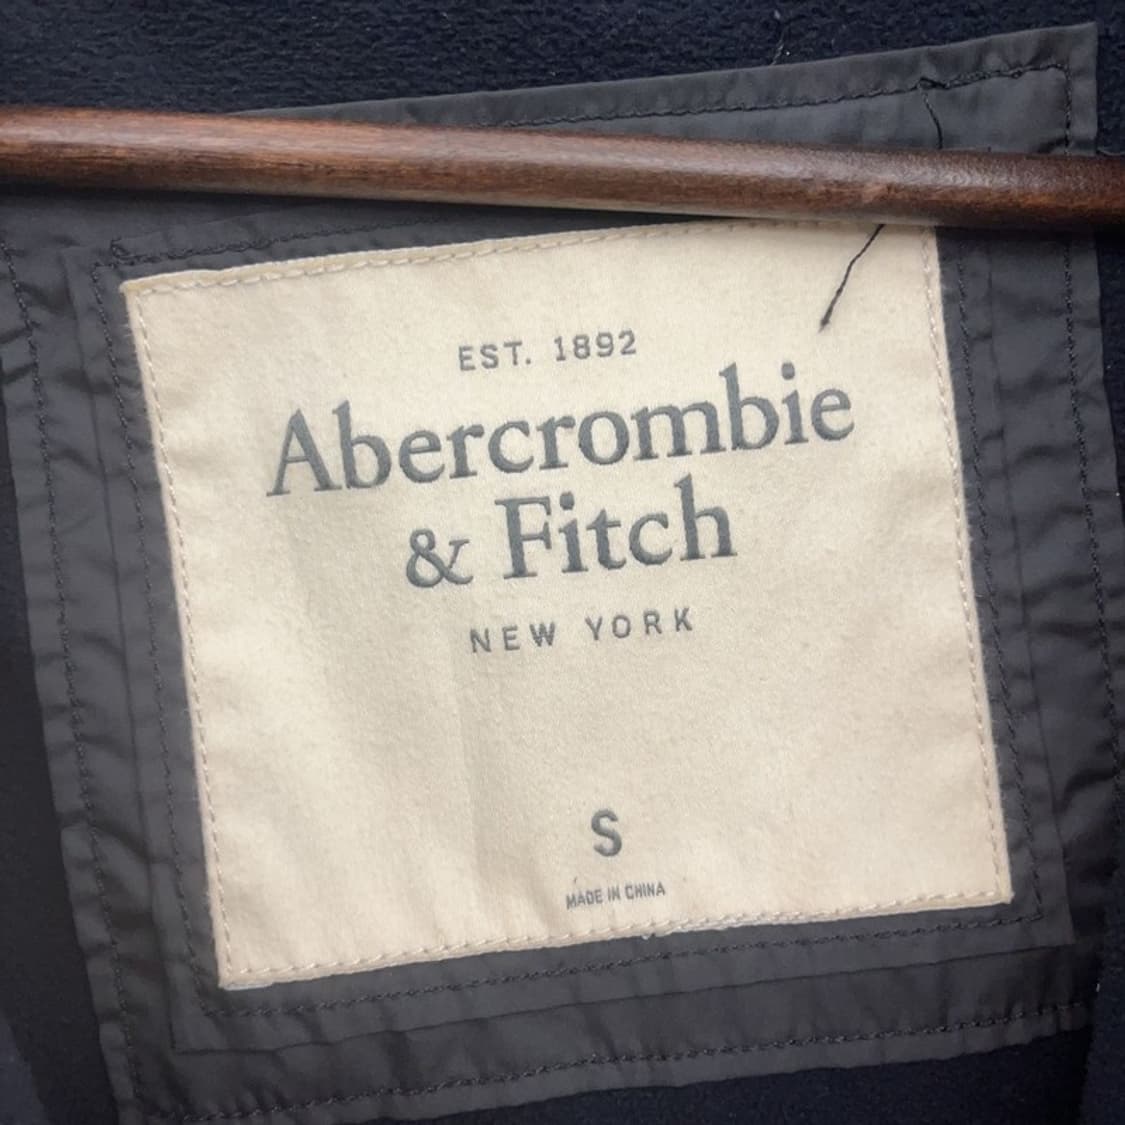 EST. 1892
Abercrombie
& Fitch
NEW YORK
S
MADE IN CHINA